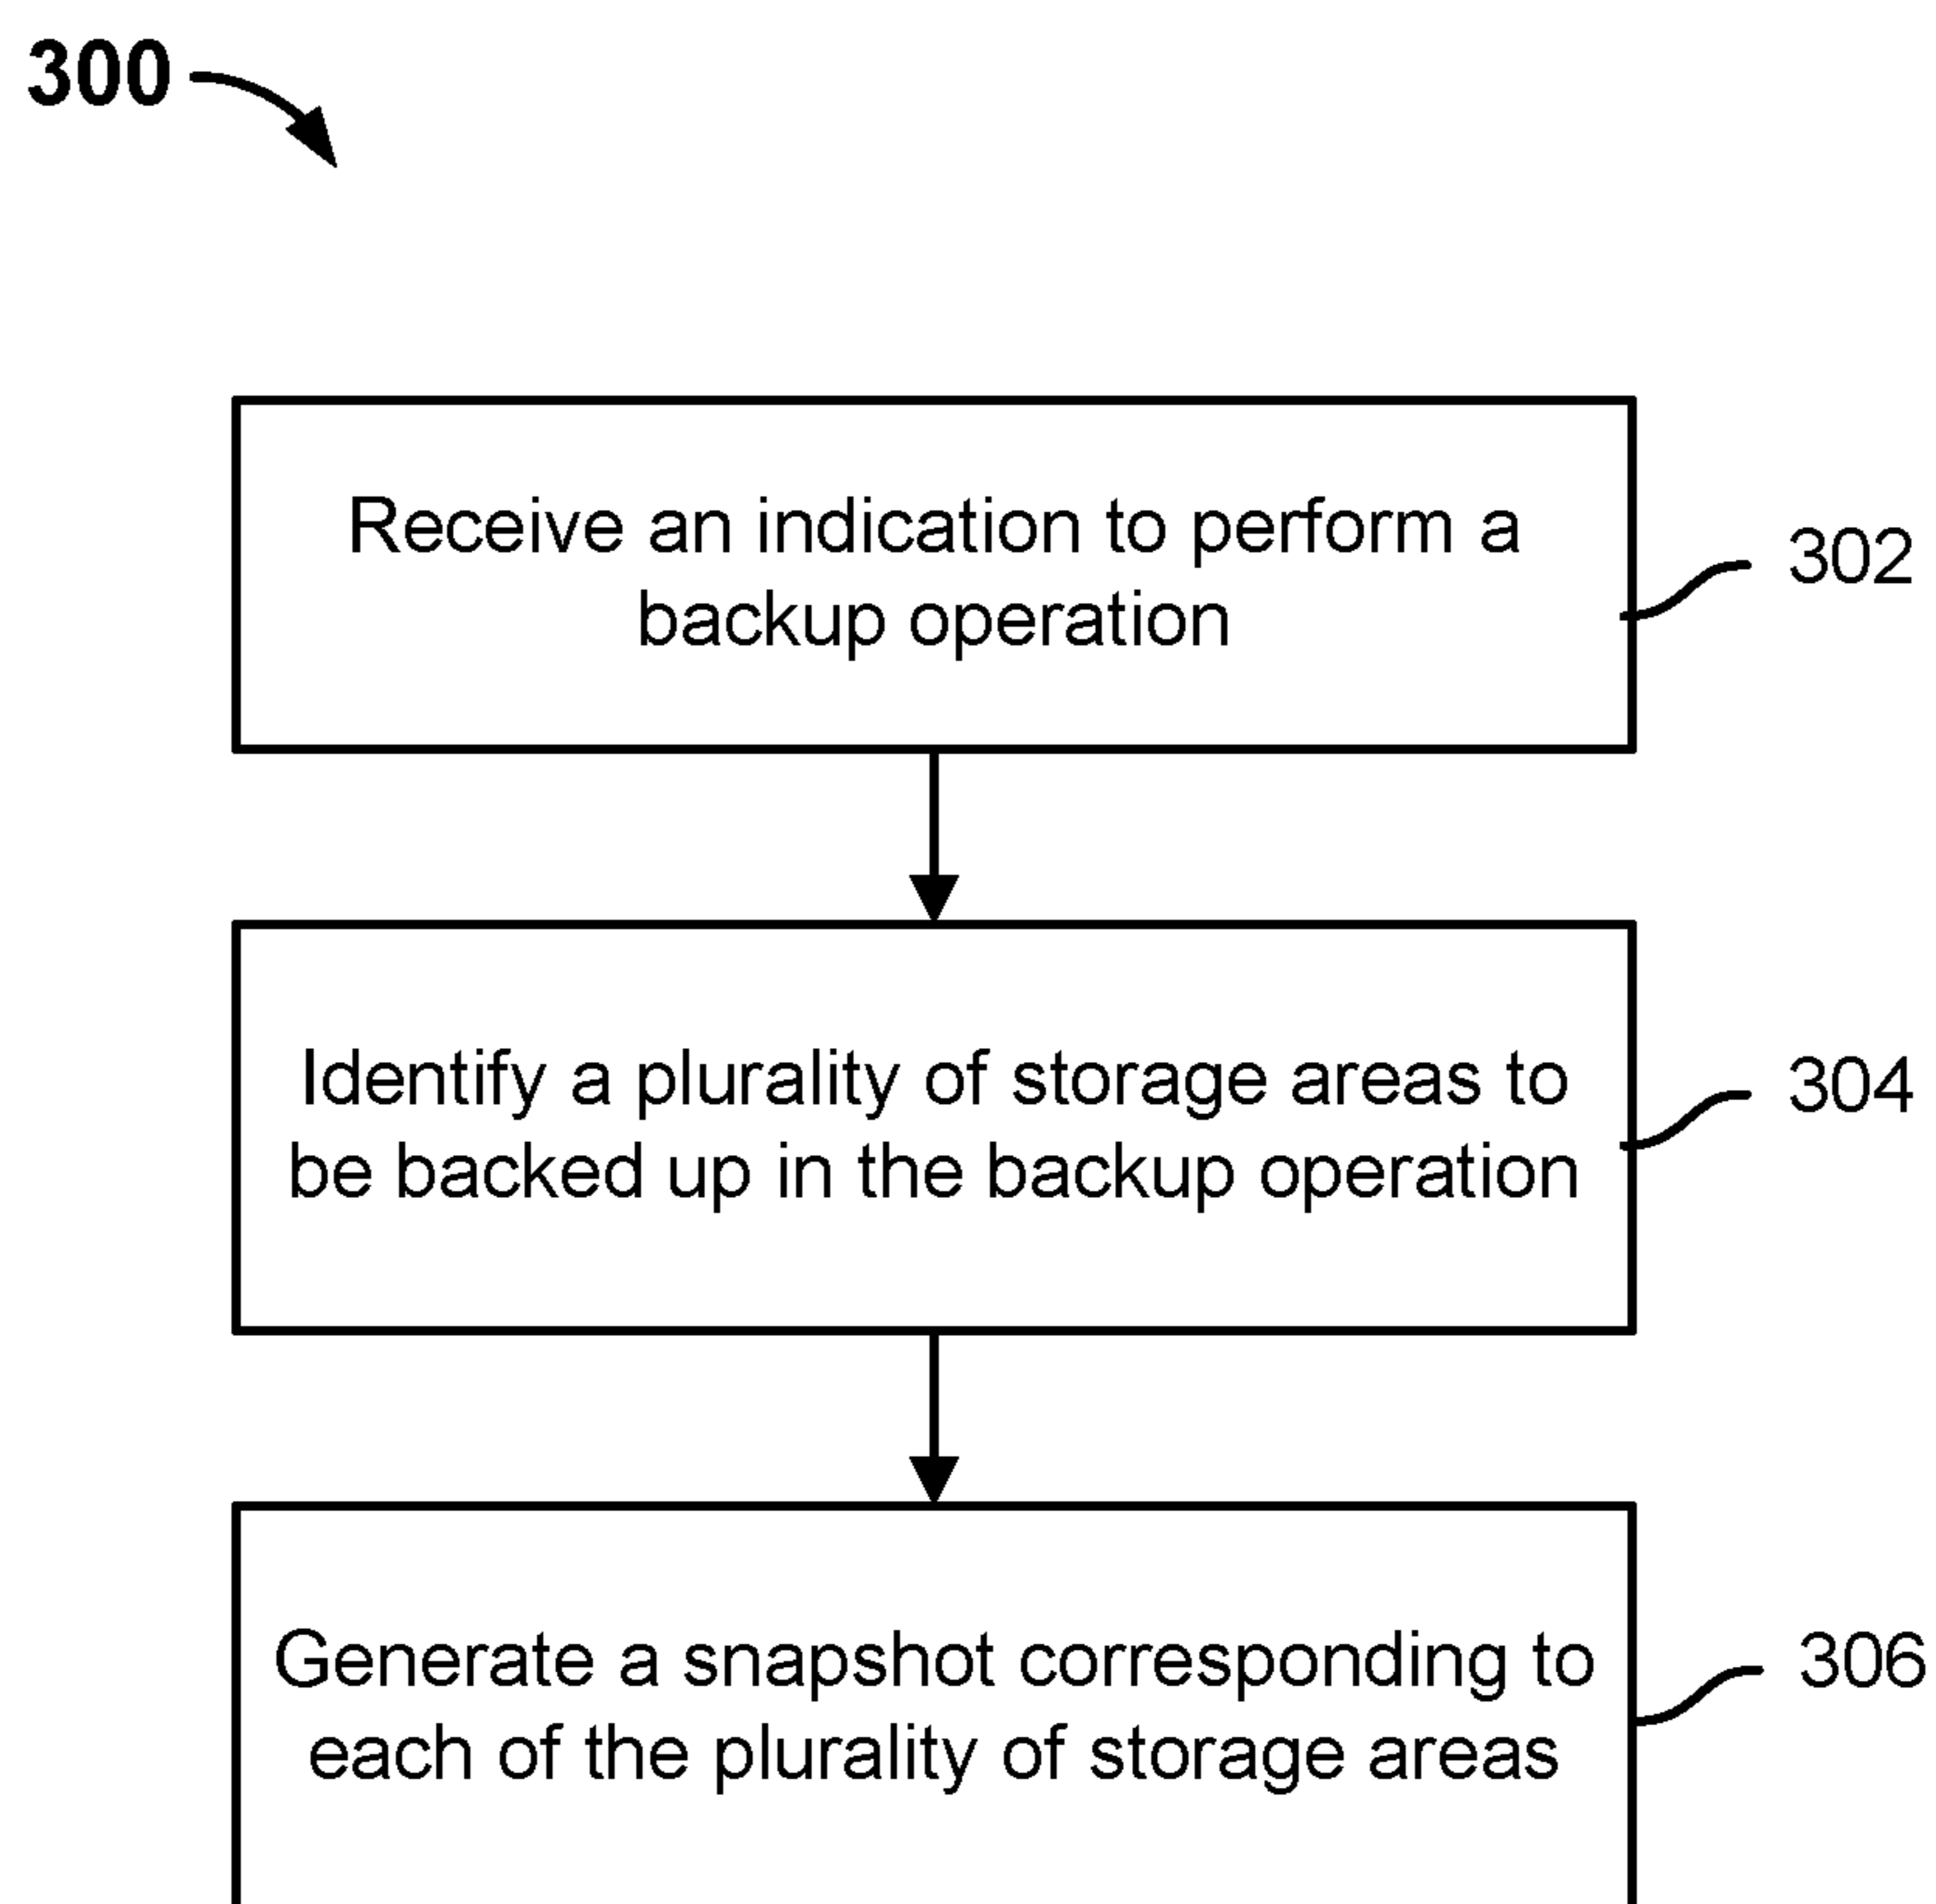 300
Receive an indication to perform a
backup operation
302
Identify a plurality of storage areas to
be backed up in the backup operation
304
Generate a snapshot corresponding to
each of the plurality of storage areas
306